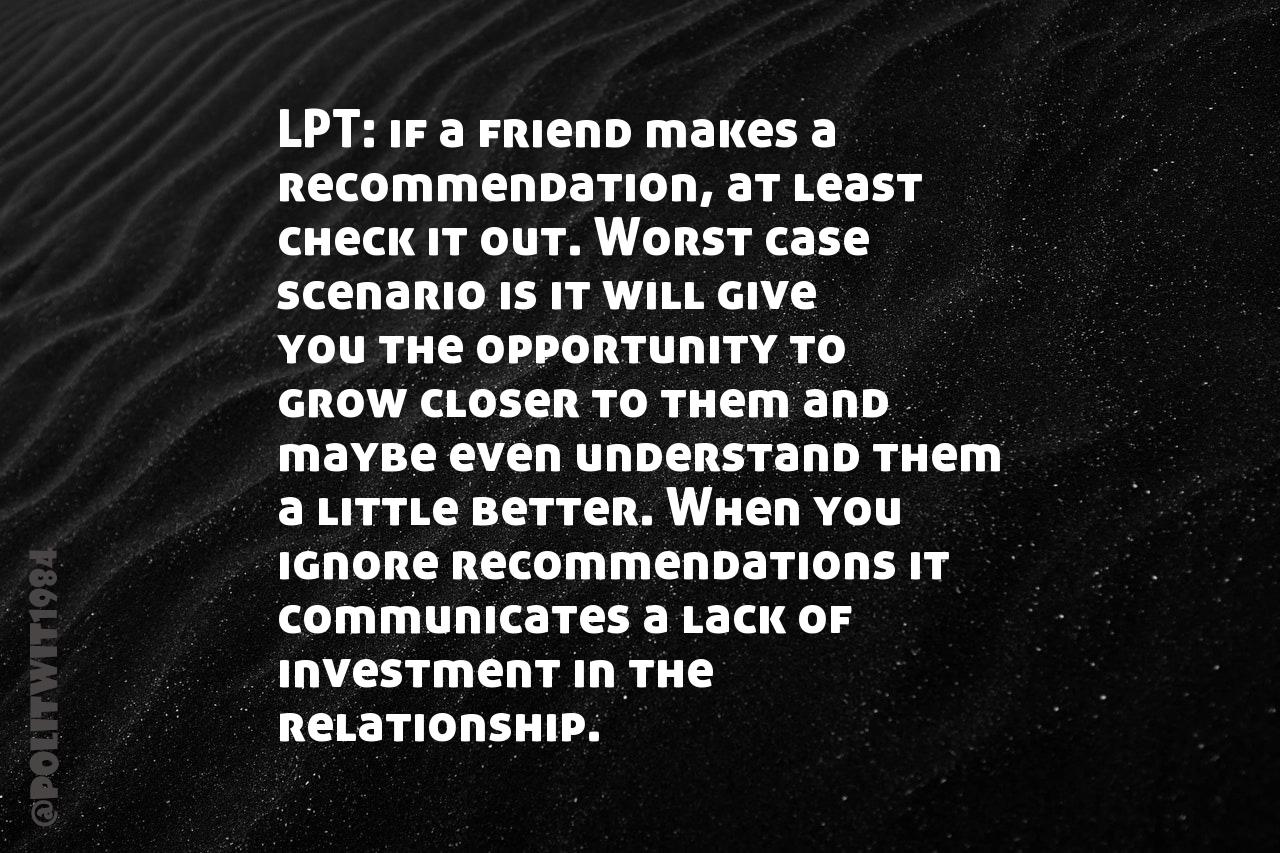 LPT: if a friend makes a
recommendation, at least
check it out. Worst case
scenario is it will give
you the opportunity to
grow closer to them and
maybe even understand them
a little better. When you
ignore recommendations it
communicates a lack of
investment in the
relationship.
@POLITWIT1984